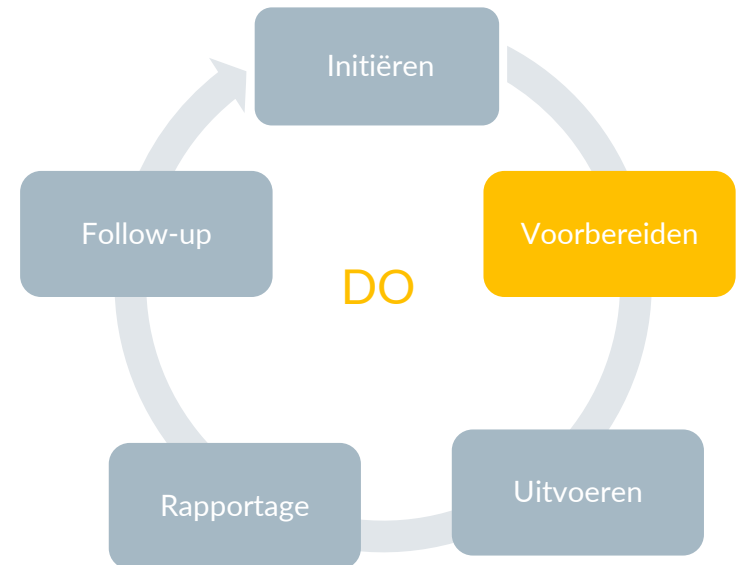 Initiëren
Voorbereiden
Follow-up
DO
Uitvoeren
Rapportage